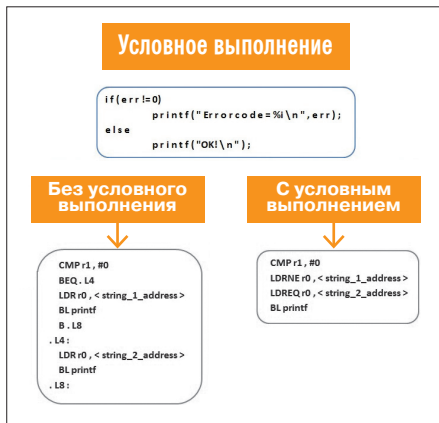 Условное выполнение
if(err!=0)
printf("Errorcode=%i\n",err);
else
printf("OK!\n");
Без условного
выполнения
CMP r1, #0
BEQ . L4
LDR r0, < string_1_address>
BL printf
B . L8
. L4:
LDR r0, < string_2_address>
BL printf
. L8:
С условным
выполнением
CMP r1, #0
LDRNE r0, < string_1_address>
LDREQ r0, < string_2_address>
BL printf